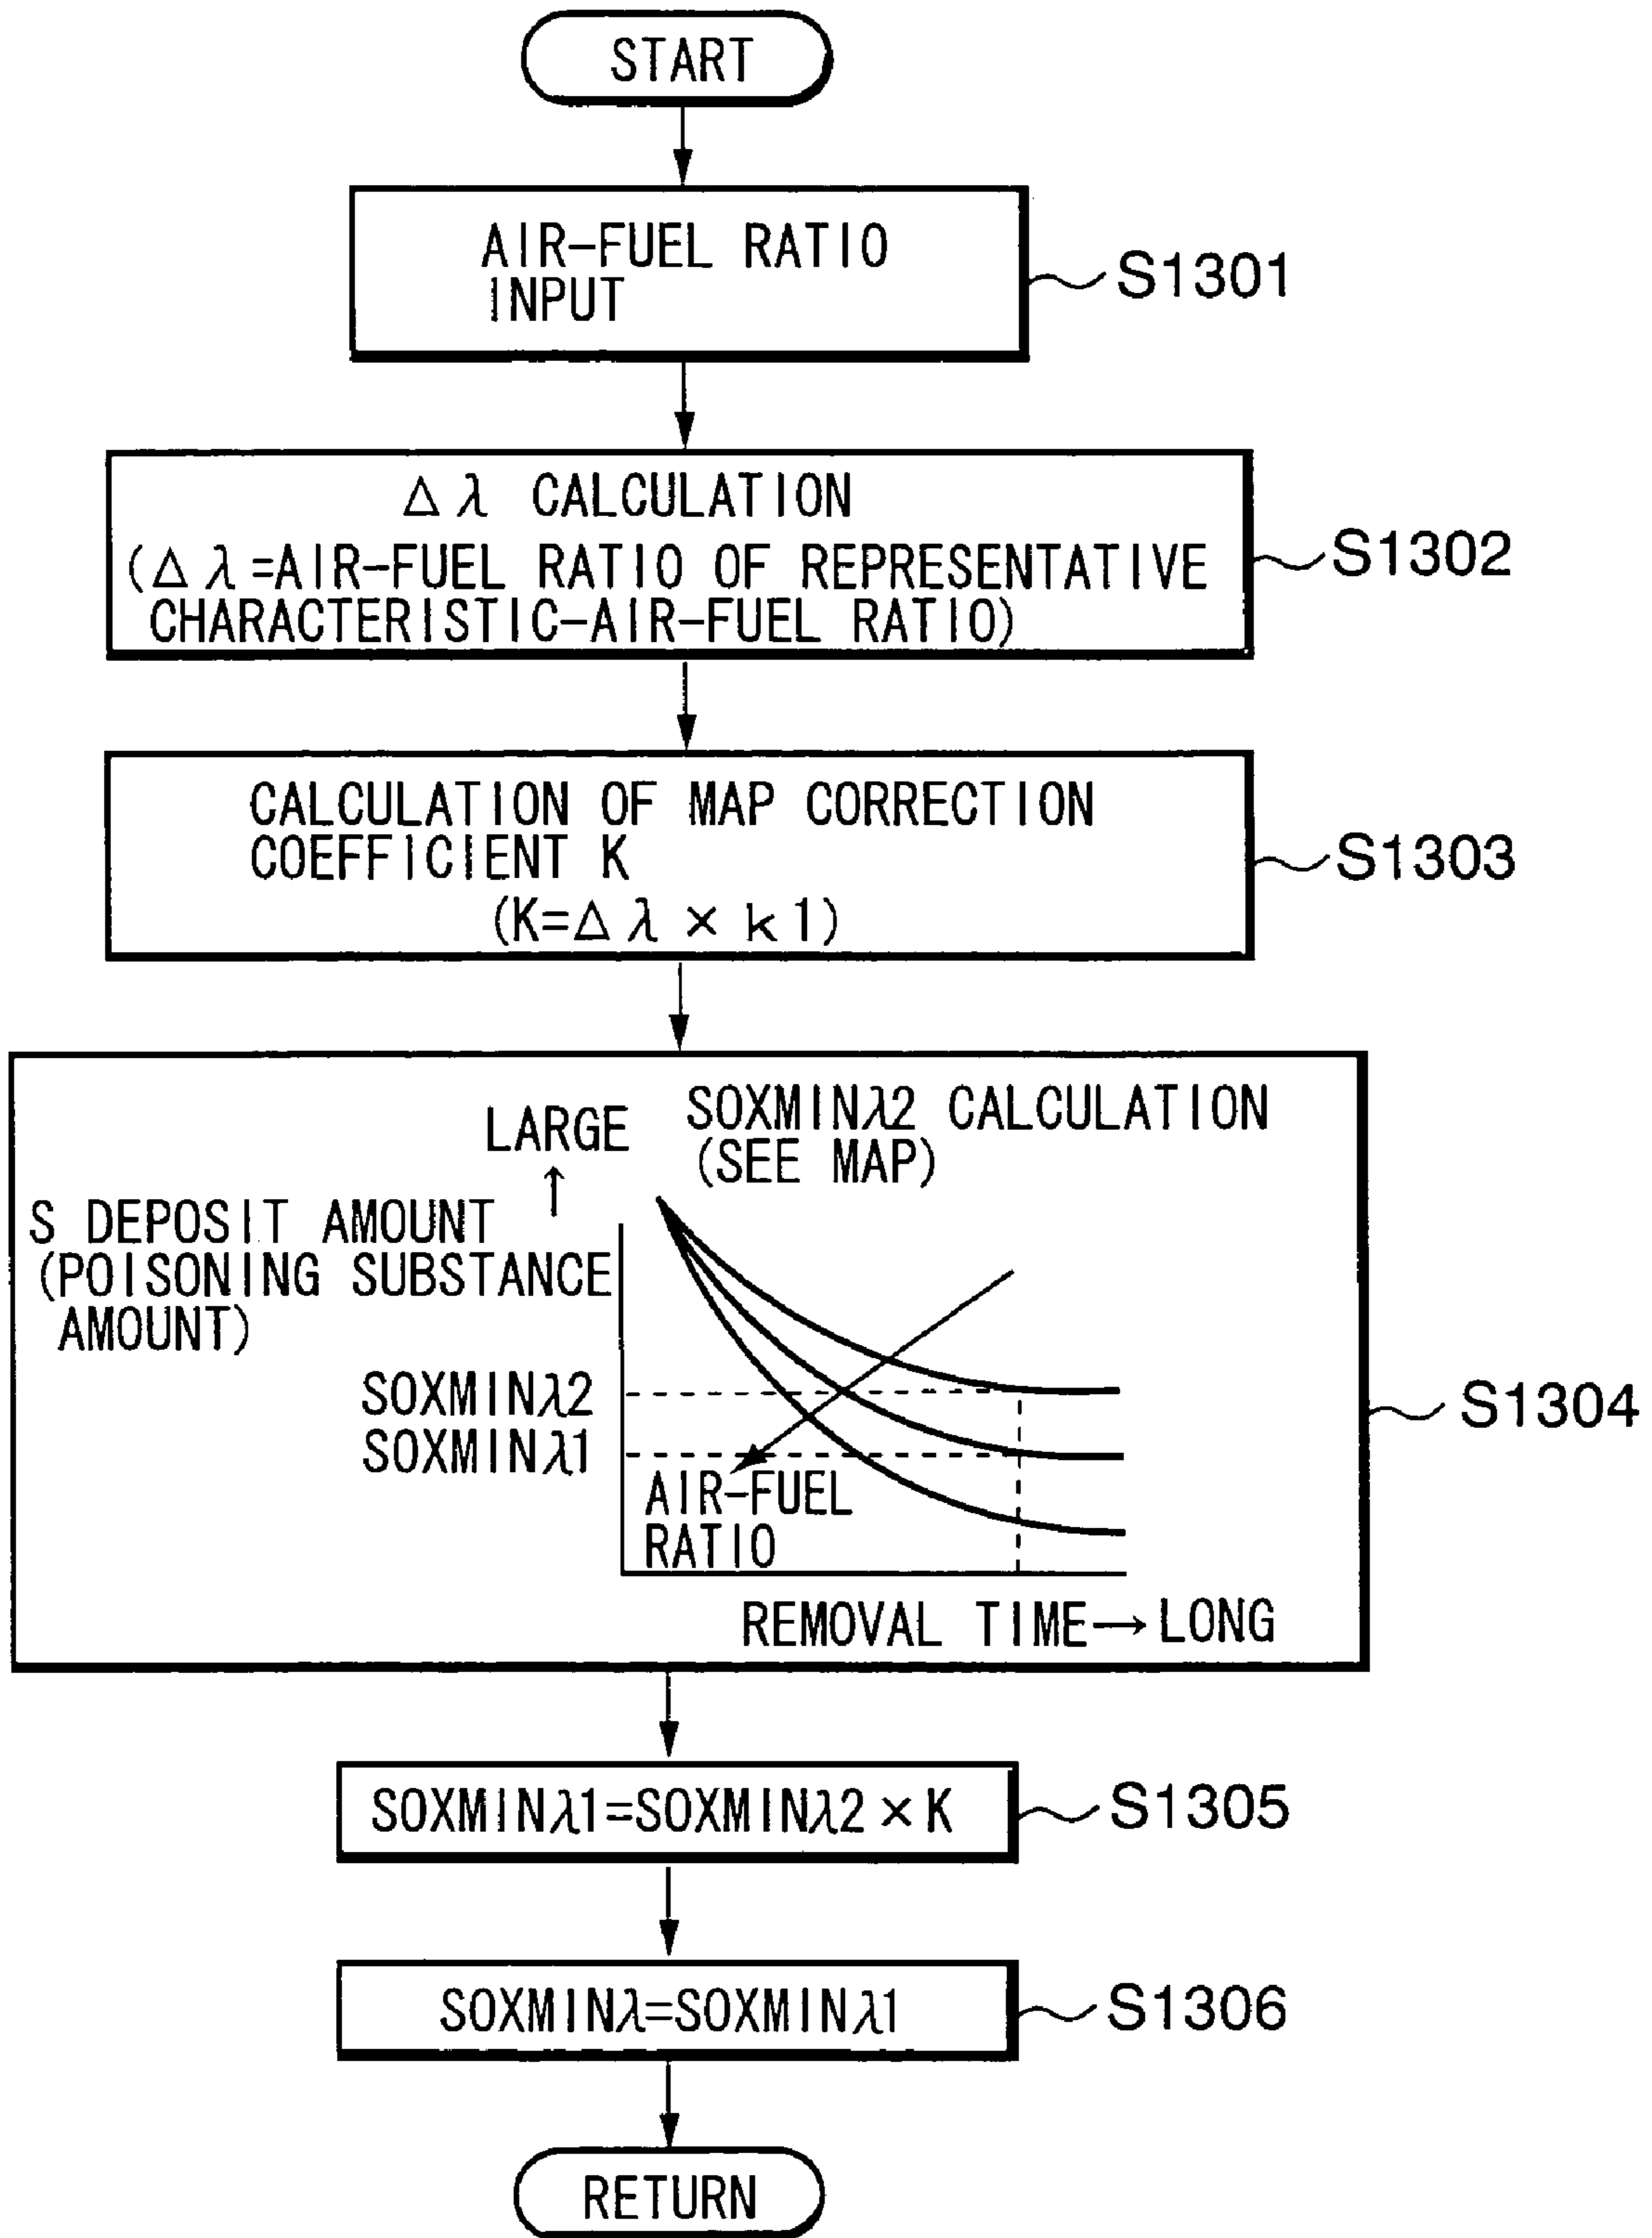 START
AIR-FUEL RATIO
INPUT
S1301
Δλ CALCULATION
(Δλ=AIR-FUEL RATIO OF REPRESENTATIVE
CHARACTERISTIC-AIR-FUEL RATIO)
S1302
CALCULATION OF MAP CORRECTION
COEFFICIENT K
(K=Δλ × k1)
S1303
SOXMINλ2 CALCULATION
(SEE MAP)
LARGE
↑
S DEPOSIT AMOUNT
(POISONING SUBSTANCE
AMOUNT)
SOXMINλ2
SOXMINλ1
AIR-FUEL
RATIO
REMOVAL TIME→LONG
S1304
SOXMINλ1=SOXMINλ2×K
S1305
SOXMINλ=SOXMINλ1
S1306
RETURN